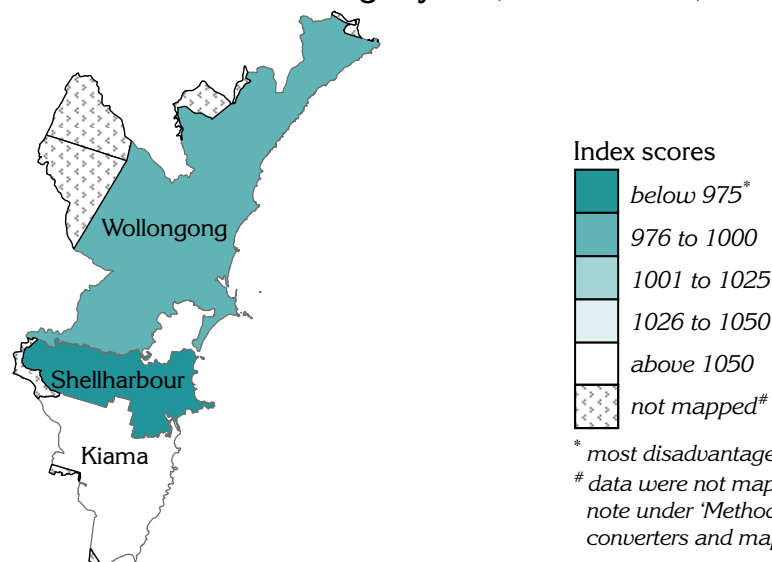 Wollongong
Shellharbour
Kiama
Index scores
below 975*
976 to 1000
1001 to 1025
1026 to 1050
above 1050
not mapped#
* most disadvantage
# data were not map
note under ‘Method
converters and map